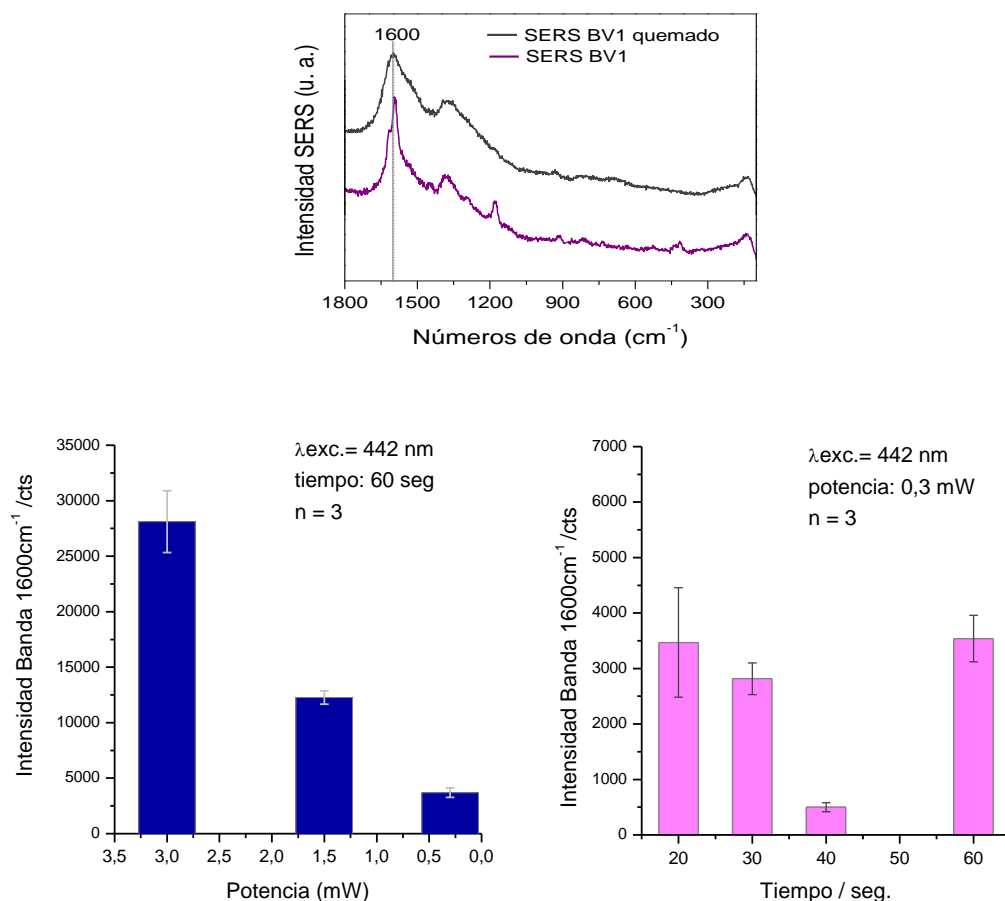 1600
SERS BV1 quemado
SERS BV1
Intensidad SERS (u. a.)
1800 1500 1200 900 600 300
Números de onda (cm⁻¹)
35000
30000
25000
20000
15000
10000
5000
0
Intensidad Banda 1600cm⁻¹ /cts
λexc.= 442 nm
tiempo: 60 seg
n = 3
3,5 3,0 2,5 2,0 1,5 1,0 0,5 0,0
Potencia (mW)
7000
6000
5000
4000
3000
2000
1000
0
Intensidad Banda 1600cm⁻¹ /cts
λexc.= 442 nm
potencia: 0,3 mW
n = 3
20 30 40 50 60
Tiempo / seg.